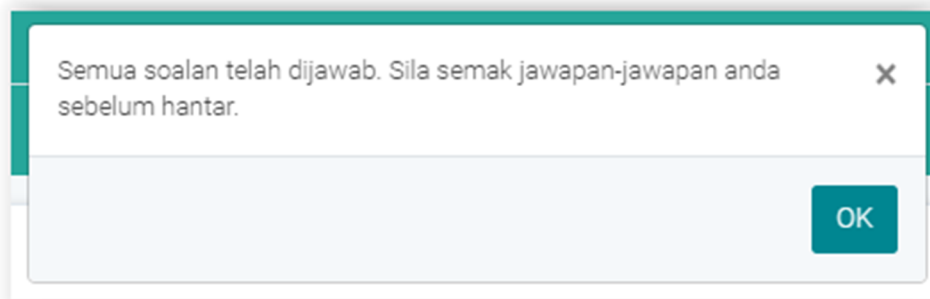 Semua soalan telah dijawab. Sila semak jawapan-jawapan anda
sebelum hantar.
×
OK